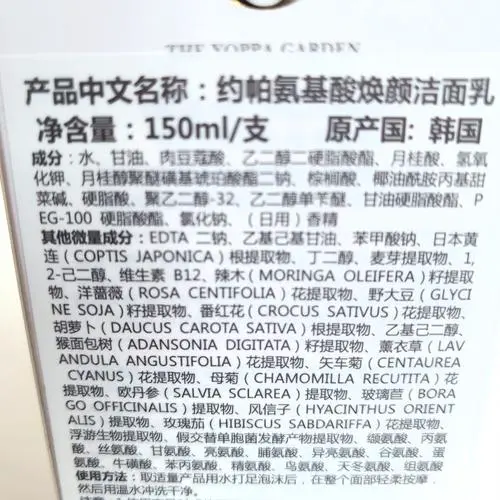 THE YOPPA GARDEN
产品中文名称：约帕氨基酸焕颜洁面乳
净含量：150ml/支 原产国: 韩国
成分：水、甘油、肉豆蔻酸、乙二醇二硬脂酸酯、月桂酸、氢氧
化钾、月桂醇聚醚磺基琥珀酸酯二钠、棕榈酸、椰油酰胺丙基甜
菜碱、硬脂酸、聚乙二醇-32、乙二醇单苄醚、甘油硬脂酸酯、P
EG-100 硬脂酸酯、氯化钠、（日用）香精
其他微量成分：EDTA 二钠、乙基己基甘油、苯甲酸钠、日本黄
连（COPTIS JAPONICA）根提取物、丁二醇、麦芽提取物、1,
2-己二醇、维生素 B12、辣木（MORINGA OLEIFERA）籽提取
物、洋蔷薇（ROSA CENTIFOLIA）花提取物、野大豆（GLYCI
NE SOJA）籽提取物、番红花（CROCUS SATIVUS）花提取物、
胡萝卜（DAUCUS CAROTA SATIVA）根提取物、乙基己二醇、
猴面包树（ADANSONIA DIGITATA）籽提取物、薰衣草（LAV
ANDULA ANGUSTIFOLIA）花提取物、矢车菊（CENTAUREA
CYANUS）花提取物、母菊（CHAMOMILLA RECUTITA）花提取
物、欧丹参（SALVIA SCLAREA）提取物、玻璃苣（BORA
GO OFFICINALIS）提取物、风信子（HYACINTHUS ORIENT
ALIS）提取物、玫瑰茄（HIBISCUS SABDARIFFA）花提取物、
浮游生物提取物、假交替单胞菌发酵产物提取物、缬氨酸、丙氨
酸、丝氨酸、甘氨酸、亮氨酸、脯氨酸、异亮氨酸、谷氨酸、蛋
氨酸、牛磺酸、苯丙氨酸、精氨酸、鸟氨酸、天冬氨酸、组氨酸
使用方法：取适量产品用水打起泡沫后，在整个面部轻柔按摩，
然后用温水冲洗干净。